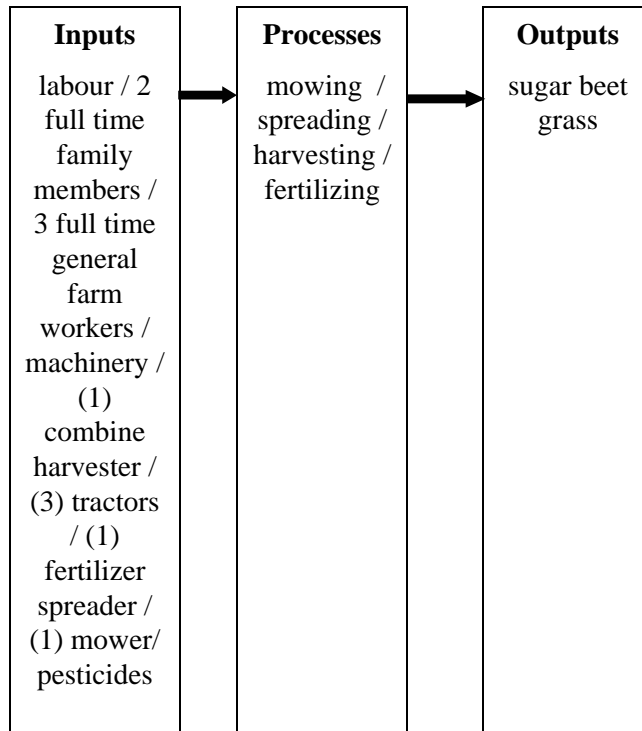 Inputs
labour / 2
full time
family
members /
3 full time
general
farm
workers /
machinery /
(1)
combine
harvester /
(3) tractors
/ (1)
fertilizer
spreader /
(1) mower/
pesticides
Processes
mowing  /
spreading /
harvesting /
fertilizing
Outputs
sugar beet
grass